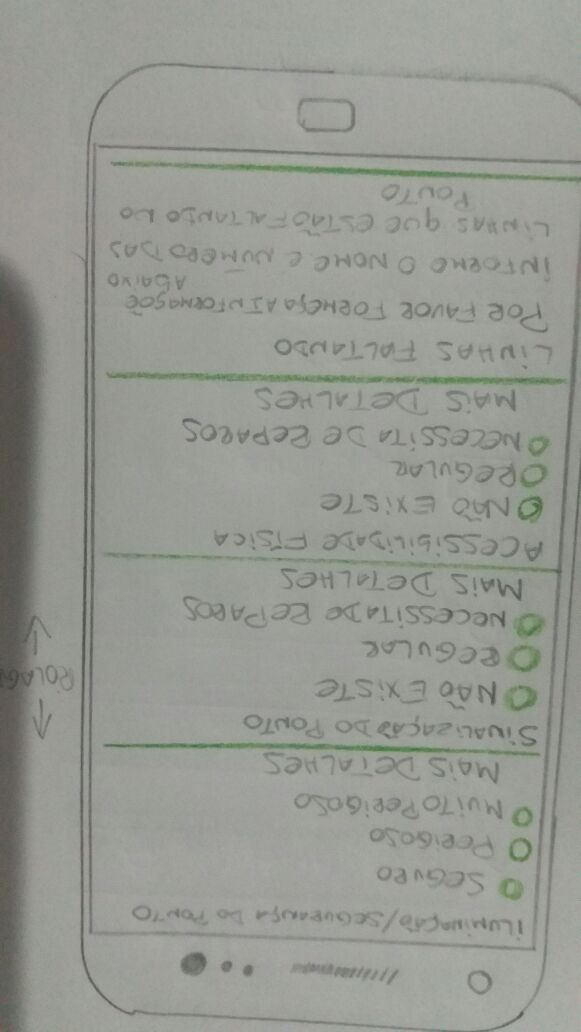 ILUMINAÇÃO/SEGURANÇA DO PONTO
SEGURO
PERIGOSO
MUITO PERIGOSO
MAIS DETALHES
SINALIZAÇÃO DO PONTO
NÃO EXISTE
REGULAR
NECESSITA DE REPAROS
MAIS DETALHES
ACESSIBILIDADE FÍSICA
NÃO EXISTE
REGULAR
NECESSITA DE REPAROS
MAIS DETALHES
LINHAS FALTANDO
POR FAVOR FORNEÇA A INFORMAÇÕE
ABAIXO
INFORME O NOME E NÚMERO DAS
LINHAS QUE ESTÃO FALTANDO NO
PONTO
ROLAG